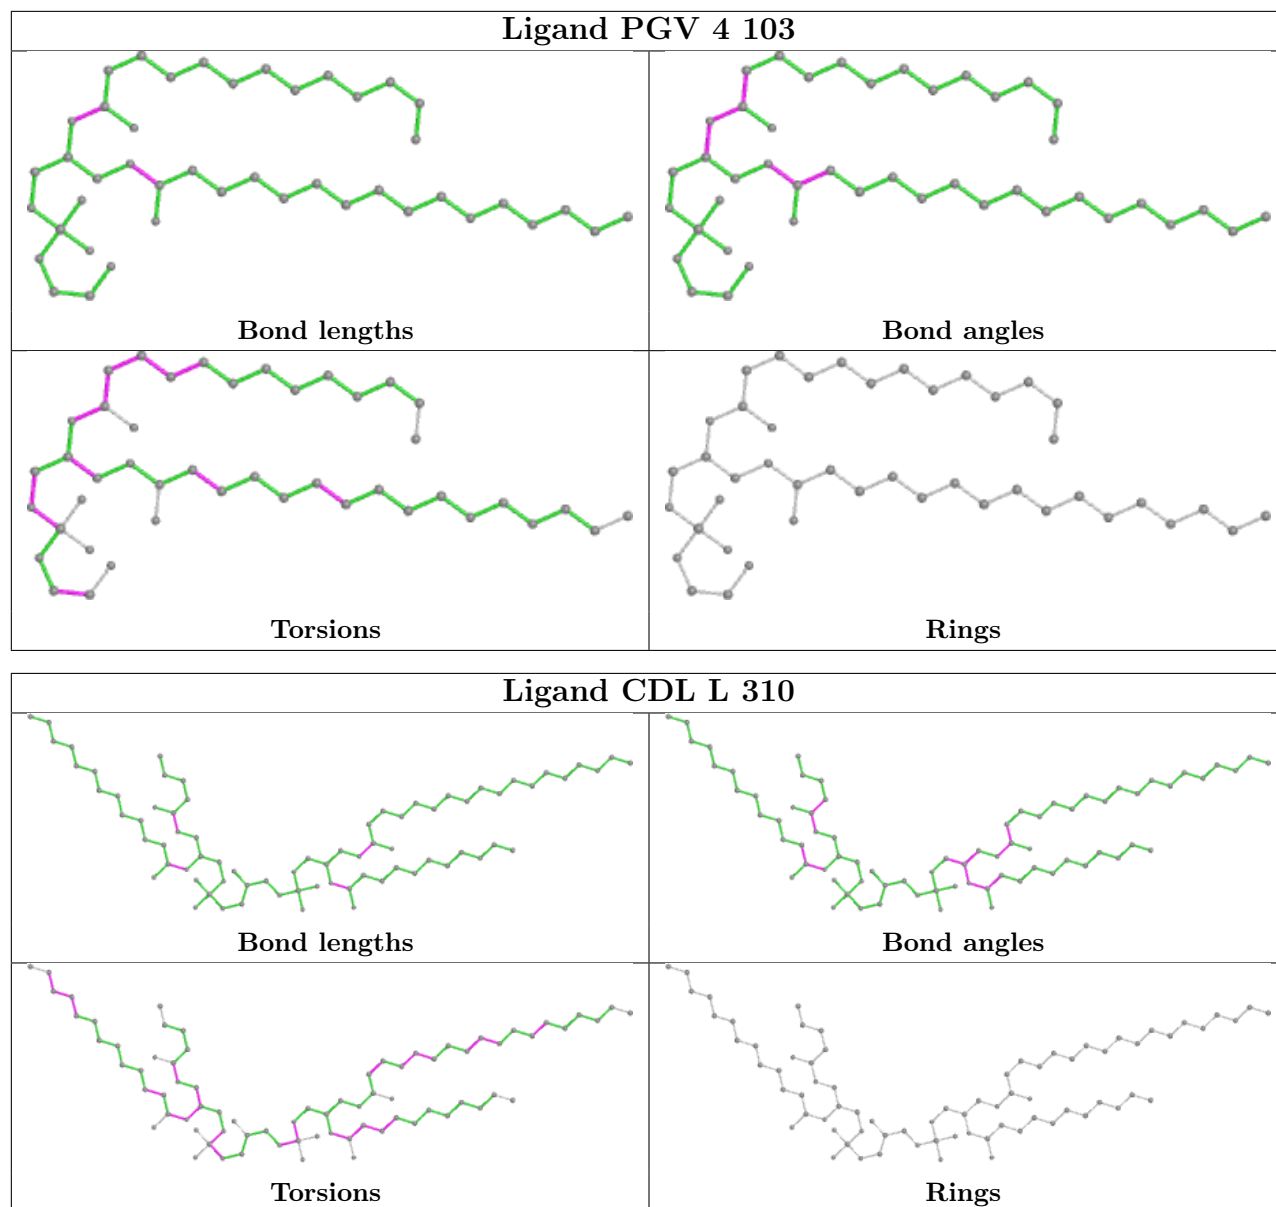 Ligand PGV 4 103
Bond lengths
Bond angles
Torsions
Rings
Ligand CDL L 310
Bond lengths
Bond angles
Torsions
Rings